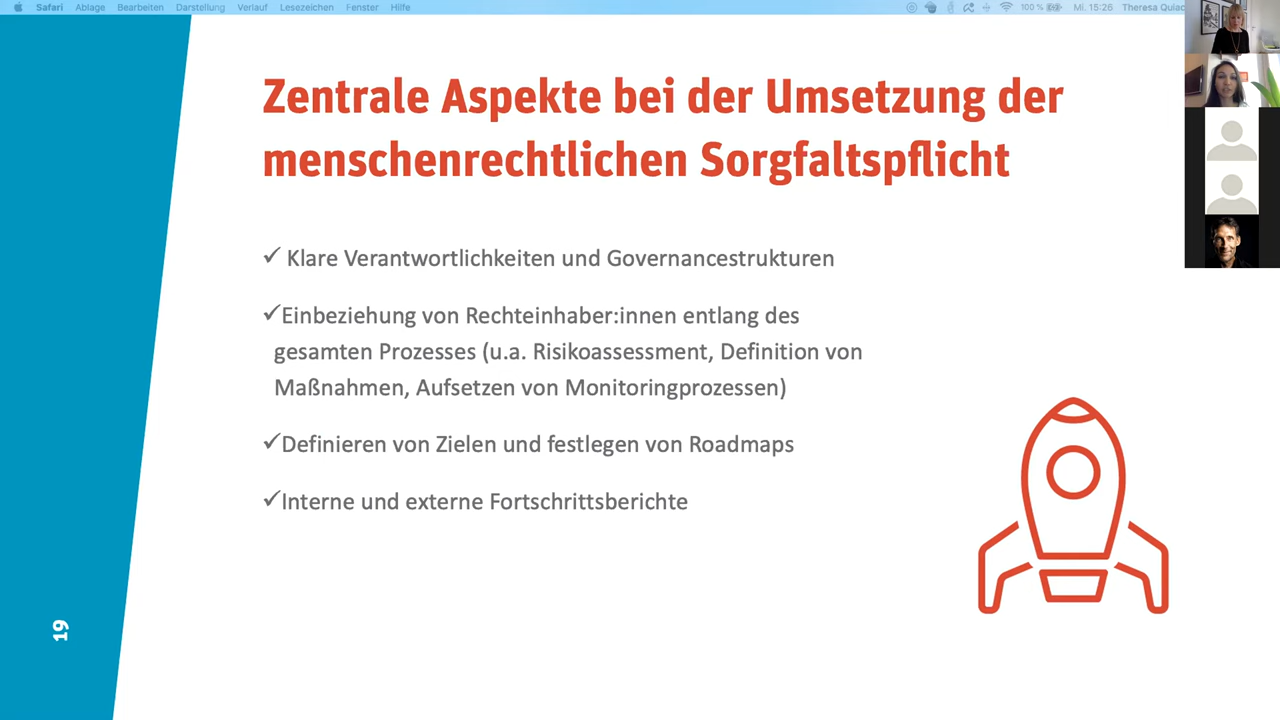 Safari Ablage Bearbeiten Darstellung Verlauf Lesezeichen Fenster Hilfe 100 % Mi. 15:26 Theresa
Zentrale Aspekte bei der Umsetzung der
menschenrechtlichen Sorgfaltspflicht
✓ Klare Verantwortlichkeiten und Governancestrukturen
✓Einbeziehung von Rechteinhaber:innen entlang des
gesamten Prozesses (u.a. Risikoassessment, Definition von
Maßnahmen, Aufsetzen von Monitoringprozessen)
✓Definieren von Zielen und festlegen von Roadmaps
✓Interne und externe Fortschrittsberichte
19